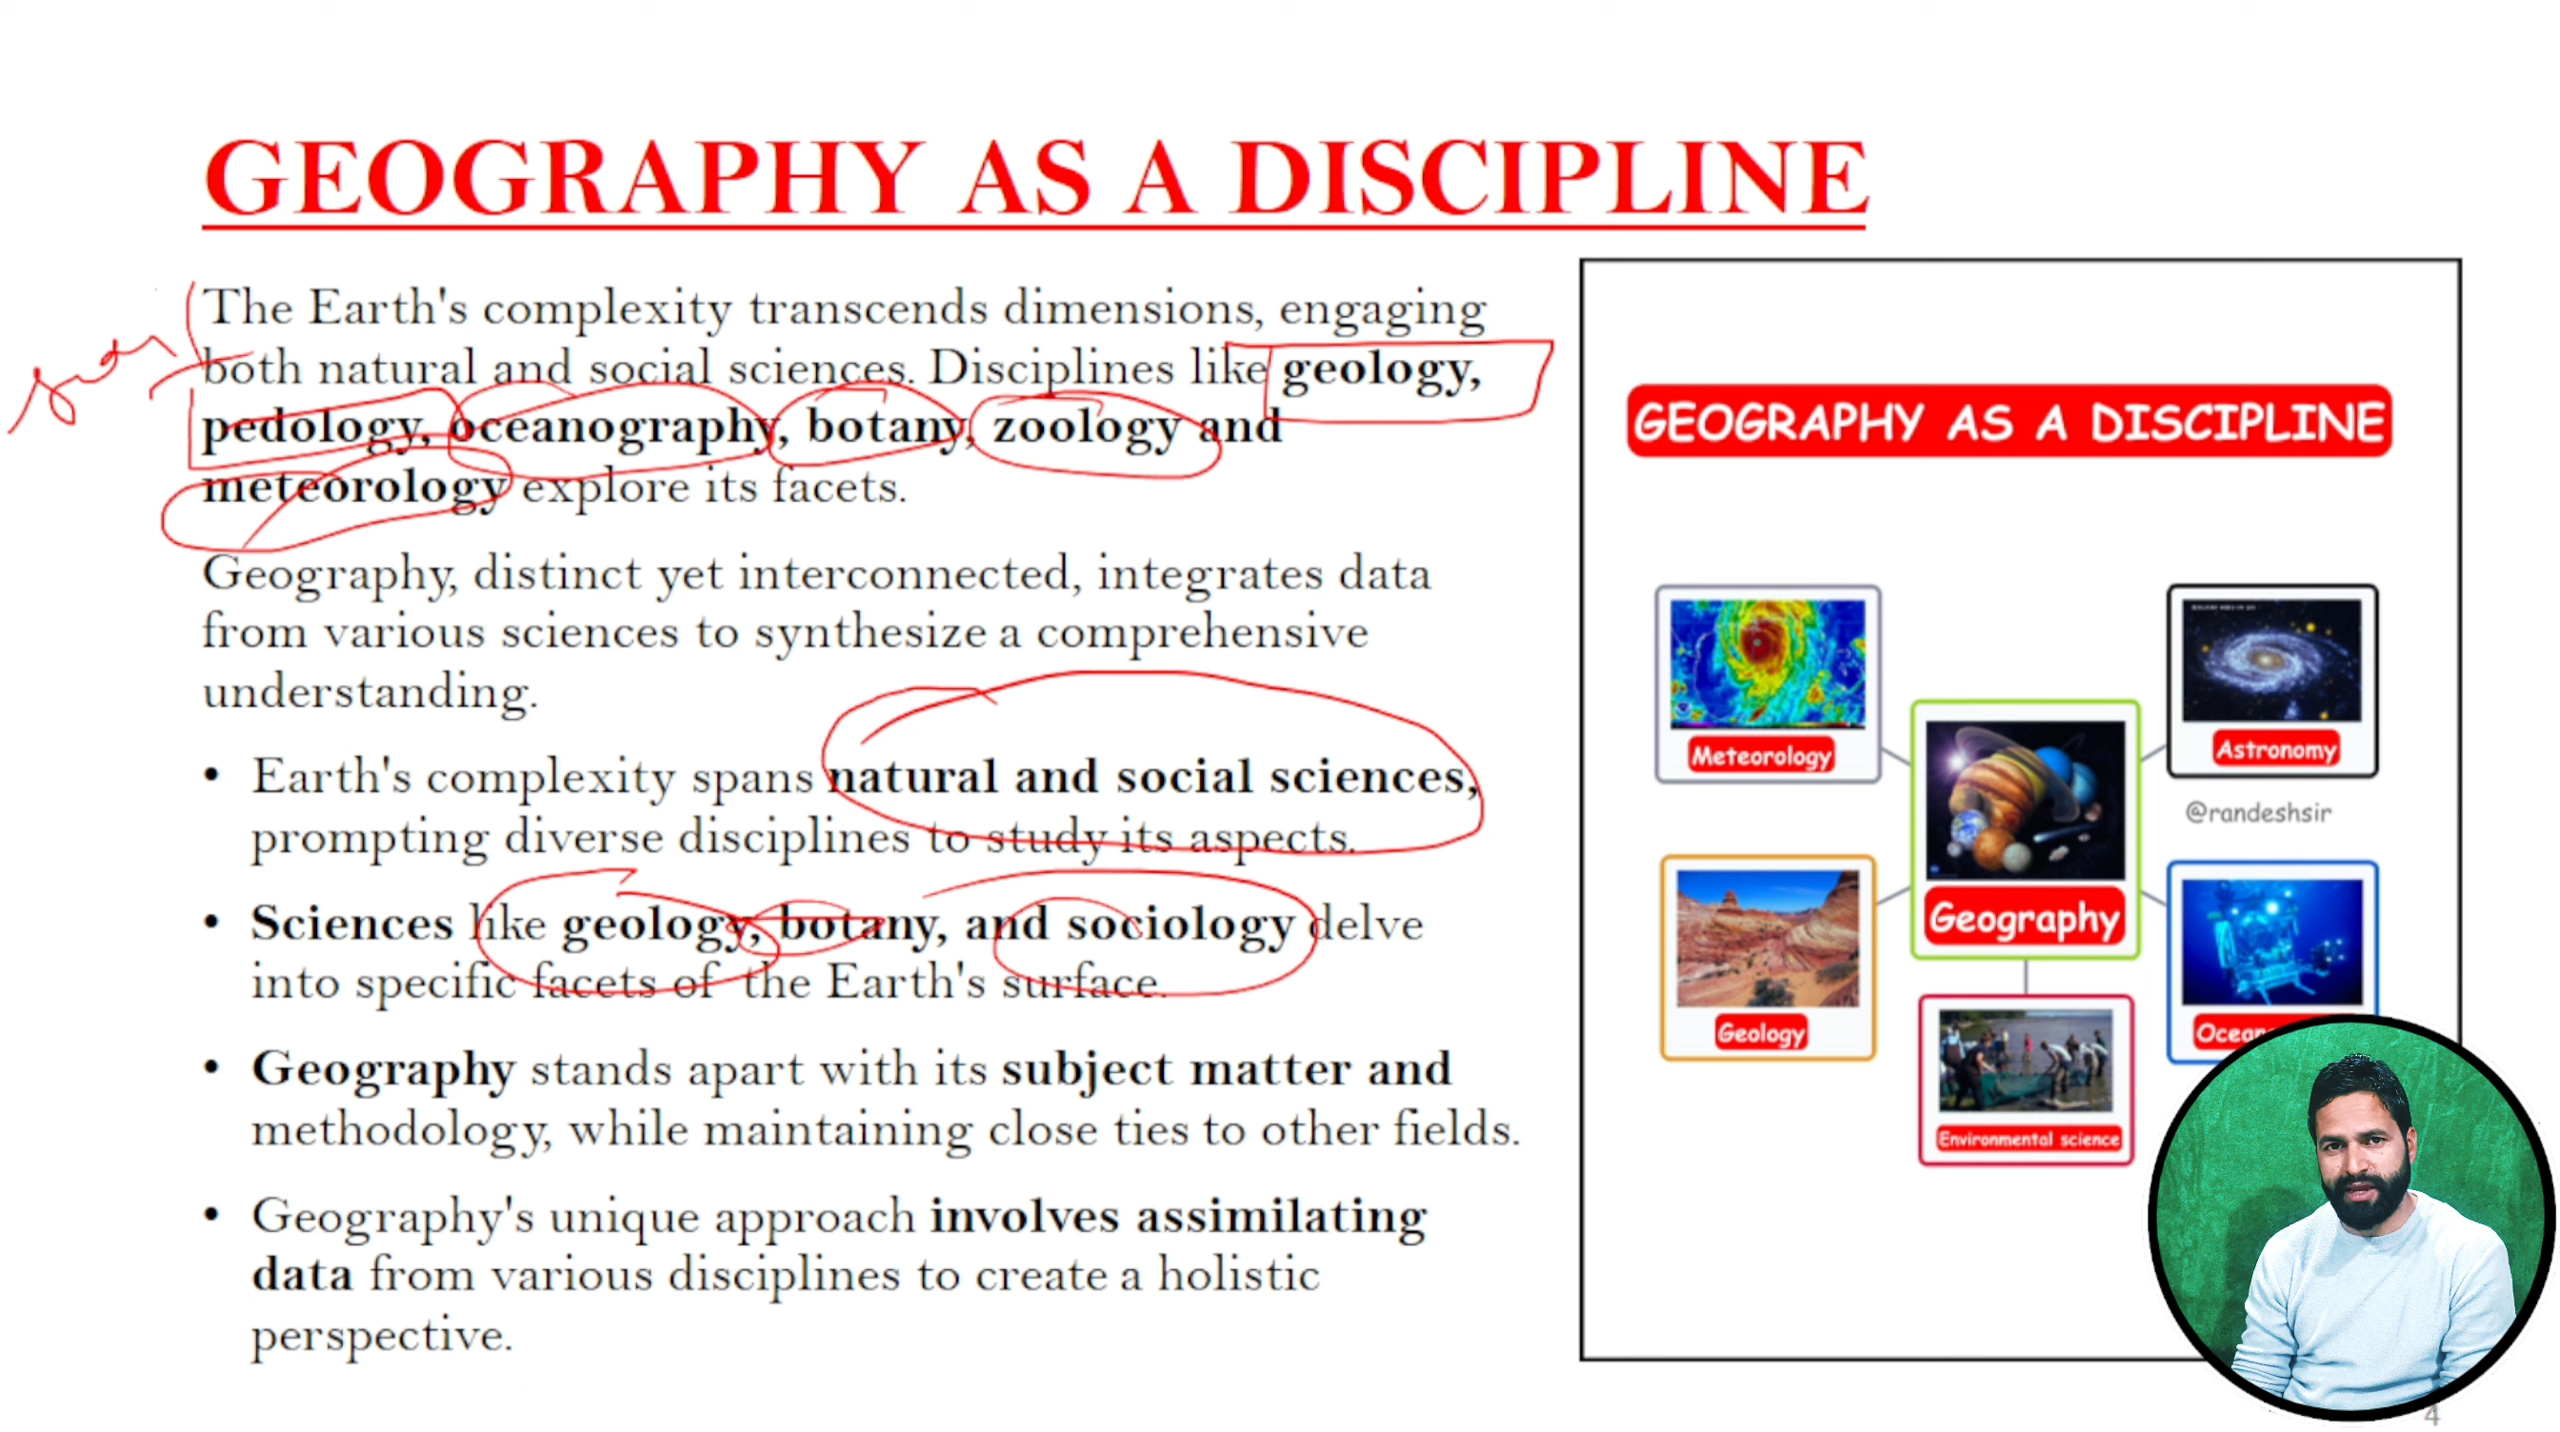 GEOGRAPHY AS A DISCIPLINE
The Earth's complexity transcends dimensions, engaging
both natural and social sciences. Disciplines like geology,
pedology, oceanography, botany, zoology and
meteorology explore its facets.
Geography, distinct yet interconnected, integrates data
from various sciences to synthesize a comprehensive
understanding.
• Earth's complexity spans natural and social sciences,
prompting diverse disciplines to study its aspects.
• Sciences like geology, botany, and sociology delve
into specific facets of the Earth's surface.
• Geography stands apart with its subject matter and
methodology, while maintaining close ties to other fields.
• Geography's unique approach involves assimilating
data from various disciplines to create a holistic
perspective.
GEOGRAPHY AS A DISCIPLINE
Meteorology
Astronomy
@randeshsir
Geography
Geology
Environmental science
4